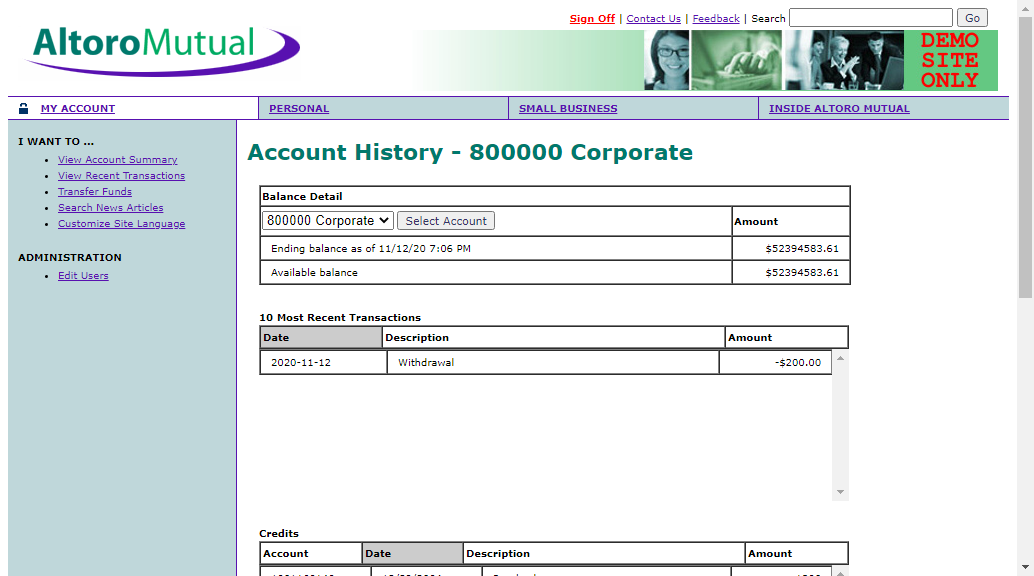 Sign Off | Contact Us | Feedback | Search Go
AltoroMutual
DEMO
SITE
ONLY
MY ACCOUNT PERSONAL SMALL BUSINESS INSIDE ALTORO MUTUAL
I WANT TO ...
• View Account Summary
• View Recent Transactions
• Transfer Funds
• Search News Articles
• Customize Site Language
ADMINISTRATION
• Edit Users
Account History - 800000 Corporate
Balance Detail
800000 Corporate Select Account Amount
Ending balance as of 11/12/20 7:06 PM $52394583.61
Available balance $52394583.61
10 Most Recent Transactions
Date Description Amount
2020-11-12 Withdrawal -$200.00
Credits
Account Date Description Amount